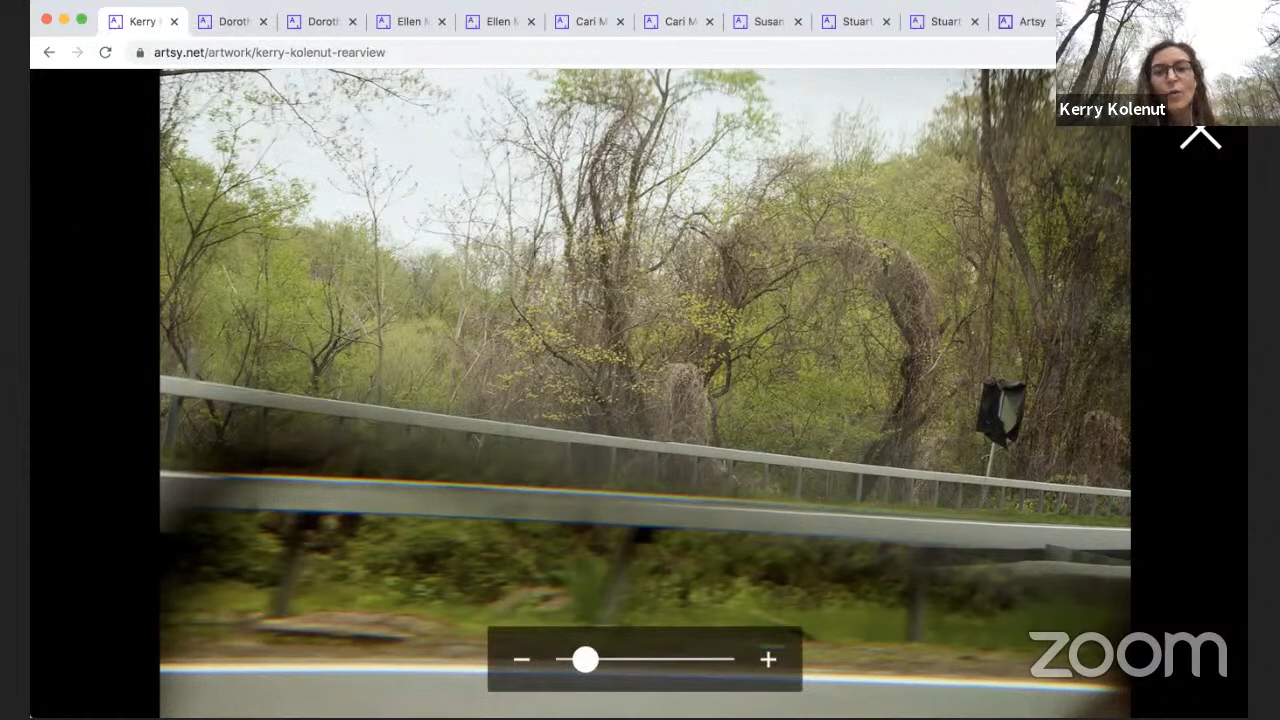 Kerry
Doroth
Doroth
Ellen M
Ellen M
Cari M
Cari M
Susan
Stuart
Stuart
Artsy
artsy.net/artwork/kerry-kolenut-rearview
Kerry Kolenut
zoom